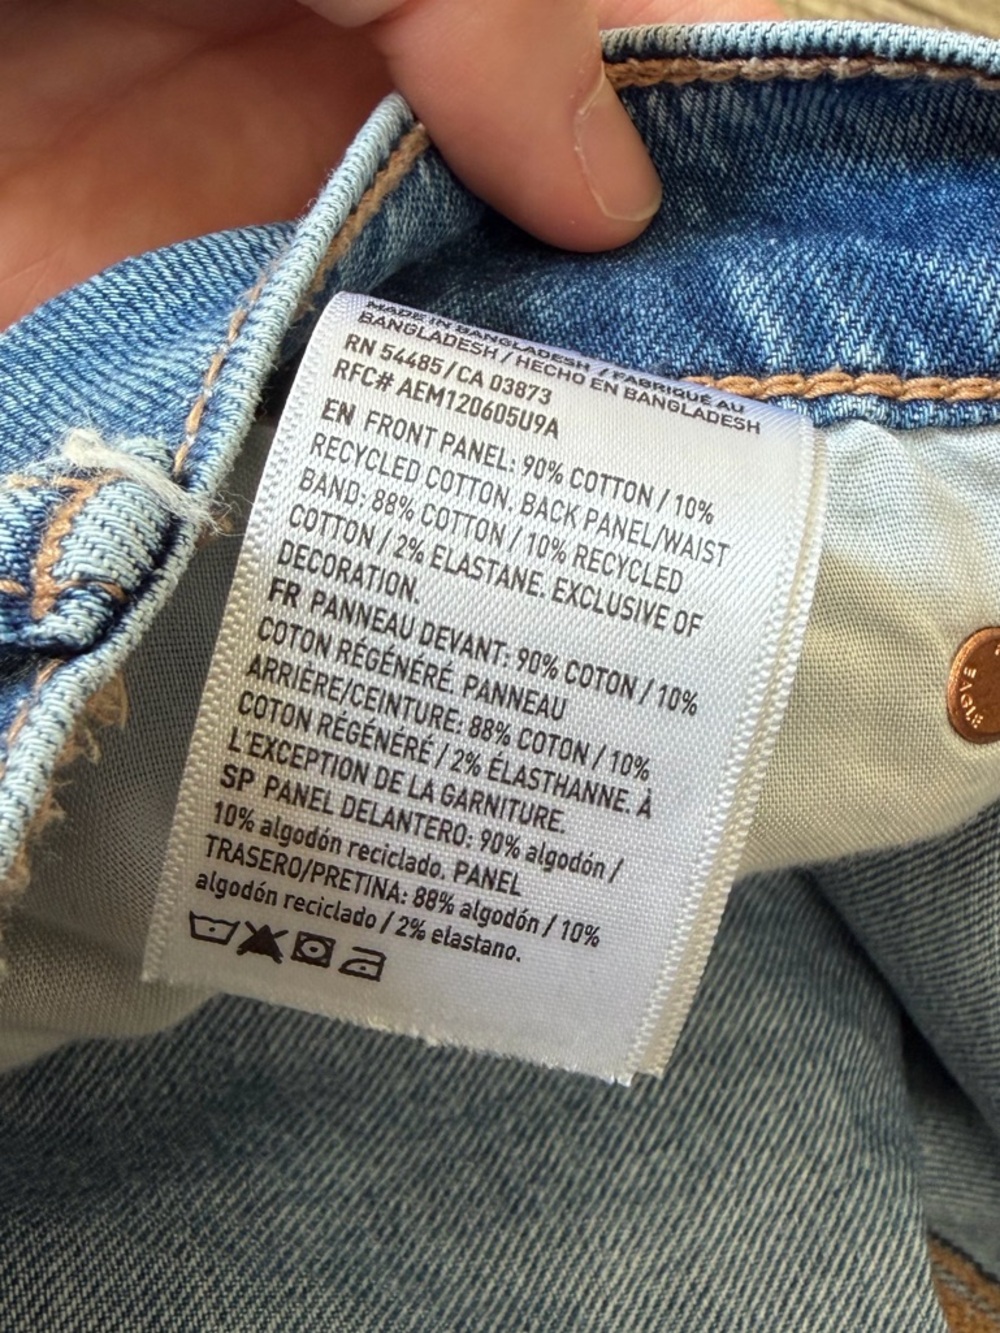 MADE IN BANGLADESH / FABRIQUÉ AU
BANGLADESH / HECHO EN BANGLADESH
RN 54485 / CA 03873
RFC# AEM120605U9A
EN FRONT PANEL: 90% COTTON / 10%
RECYCLED COTTON. BACK PANEL/WAIST
BAND: 88% COTTON / 10% RECYCLED
COTTON / 2% ELASTANE. EXCLUSIVE OF
DECORATION.
FR PANNEAU DEVANT: 90% COTON / 10%
COTON RÉGÉNÉRÉ. PANNEAU
ARRIÈRE/CEINTURE: 88% COTON / 10%
COTON RÉGÉNÉRÉ / 2% ÉLASTHANNE. À
L'EXCEPTION DE LA GARNITURE.
SP PANEL DELANTERO: 90% algodón /
10% algodón reciclado. PANEL
TRASERO/PRETINA: 88% algodón / 10%
algodón reciclado / 2% elastano.
EAGLE